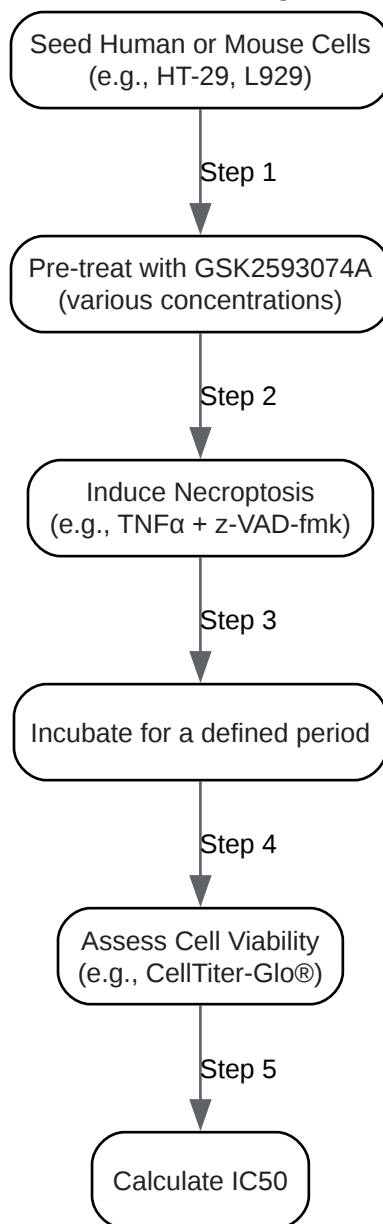 Seed Human or Mouse Cells
(e.g., HT-29, L929)
Step 1
Pre-treat with GSK2593074A
(various concentrations)
Step 2
Induce Necroptosis
(e.g., TNFα + z-VAD-fmk)
Step 3
Incubate for a defined period
Step 4
Assess Cell Viability
(e.g., CellTiter-Glo®)
Step 5
Calculate IC50